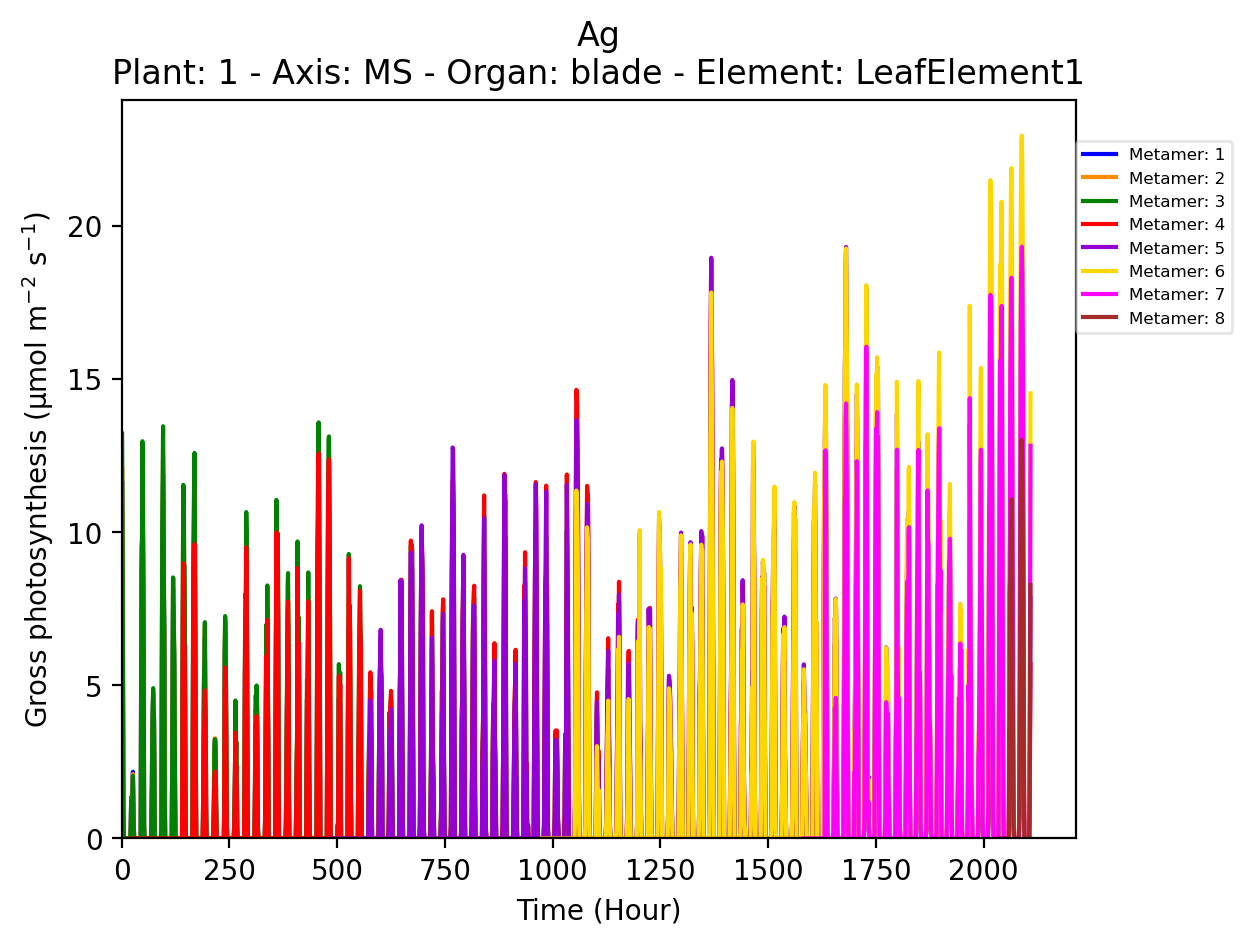 Ag
Plant: 1 - Axis: MS - Organ: blade - Element: LeafElement1
Gross photosynthesis (µmol m⁻² s⁻¹)
20
15
10
5
0
0 250 500 750 1000 1250 1500 1750 2000
Time (Hour)
Metamer: 1
Metamer: 2
Metamer: 3
Metamer: 4
Metamer: 5
Metamer: 6
Metamer: 7
Metamer: 8